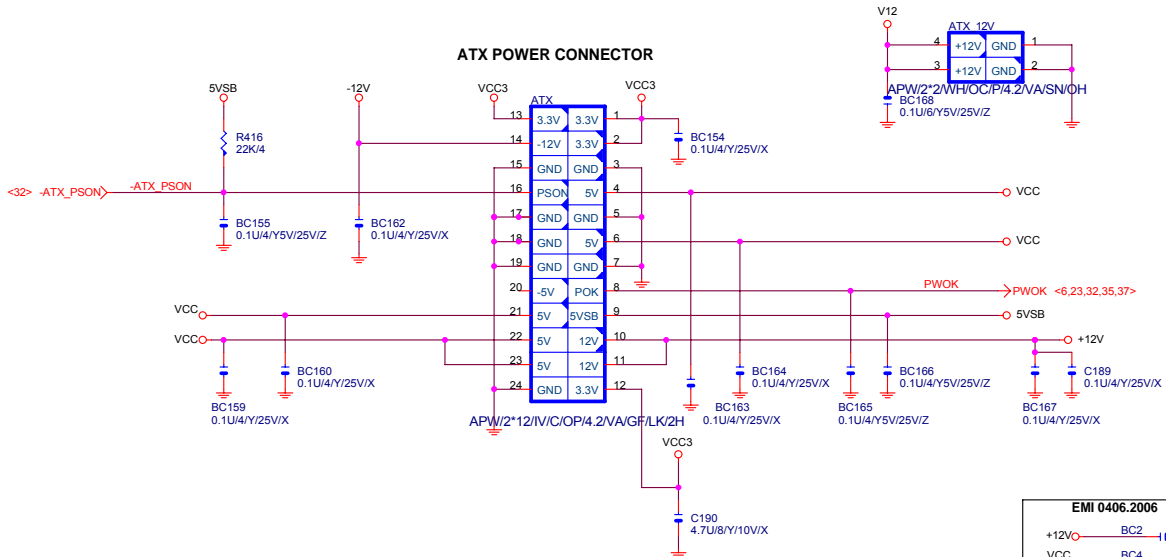 V12
ATX_12V
4 +12V GND 1
3 +12V GND 2
APW/2*2/WH/OC/P/4.2/VA/SN/OH
BC168
0.1U/6/Y5V/25V/Z
ATX POWER CONNECTOR
5VSB
-12V
VCC3
VCC3
ATX
R416
22K/4
13 3.3V 3.3V 1
14 -12V 3.3V 2
15 GND GND 3
16 PSON 5V 4
17 GND GND 5
18 GND 5V 6
19 GND GND 7
20 -5V POK 8
21 5V 5VSB 9
22 5V 12V 10
23 5V 12V 11
24 GND 3.3V 12
BC154
0.1U/4/Y/25V/X
<32> -ATX_PSON
-ATX_PSON
VCC
BC155
0.1U/4/Y5V/25V/Z
BC162
0.1U/4/Y/25V/X
VCC
PWOK
PWOK <6,23,32,35,37>
VCC
5VSB
VCC
+12V
BC160
0.1U/4/Y/25V/X
BC159
0.1U/4/Y/25V/X
BC164
0.1U/4/Y/25V/X
BC166
0.1U/4/Y5V/25V/Z
C189
0.1U/4/Y/25V/X
BC163
0.1U/4/Y/25V/X
BC165
0.1U/4/Y5V/25V/Z
BC167
0.1U/4/Y/25V/X
APW/2*12/IV/C/OP/4.2/VA/GF/LK/2H
VCC3
C190
4.7U/8/Y/10V/X
EMI 0406.2006
+12V
BC2
VCC
BC4